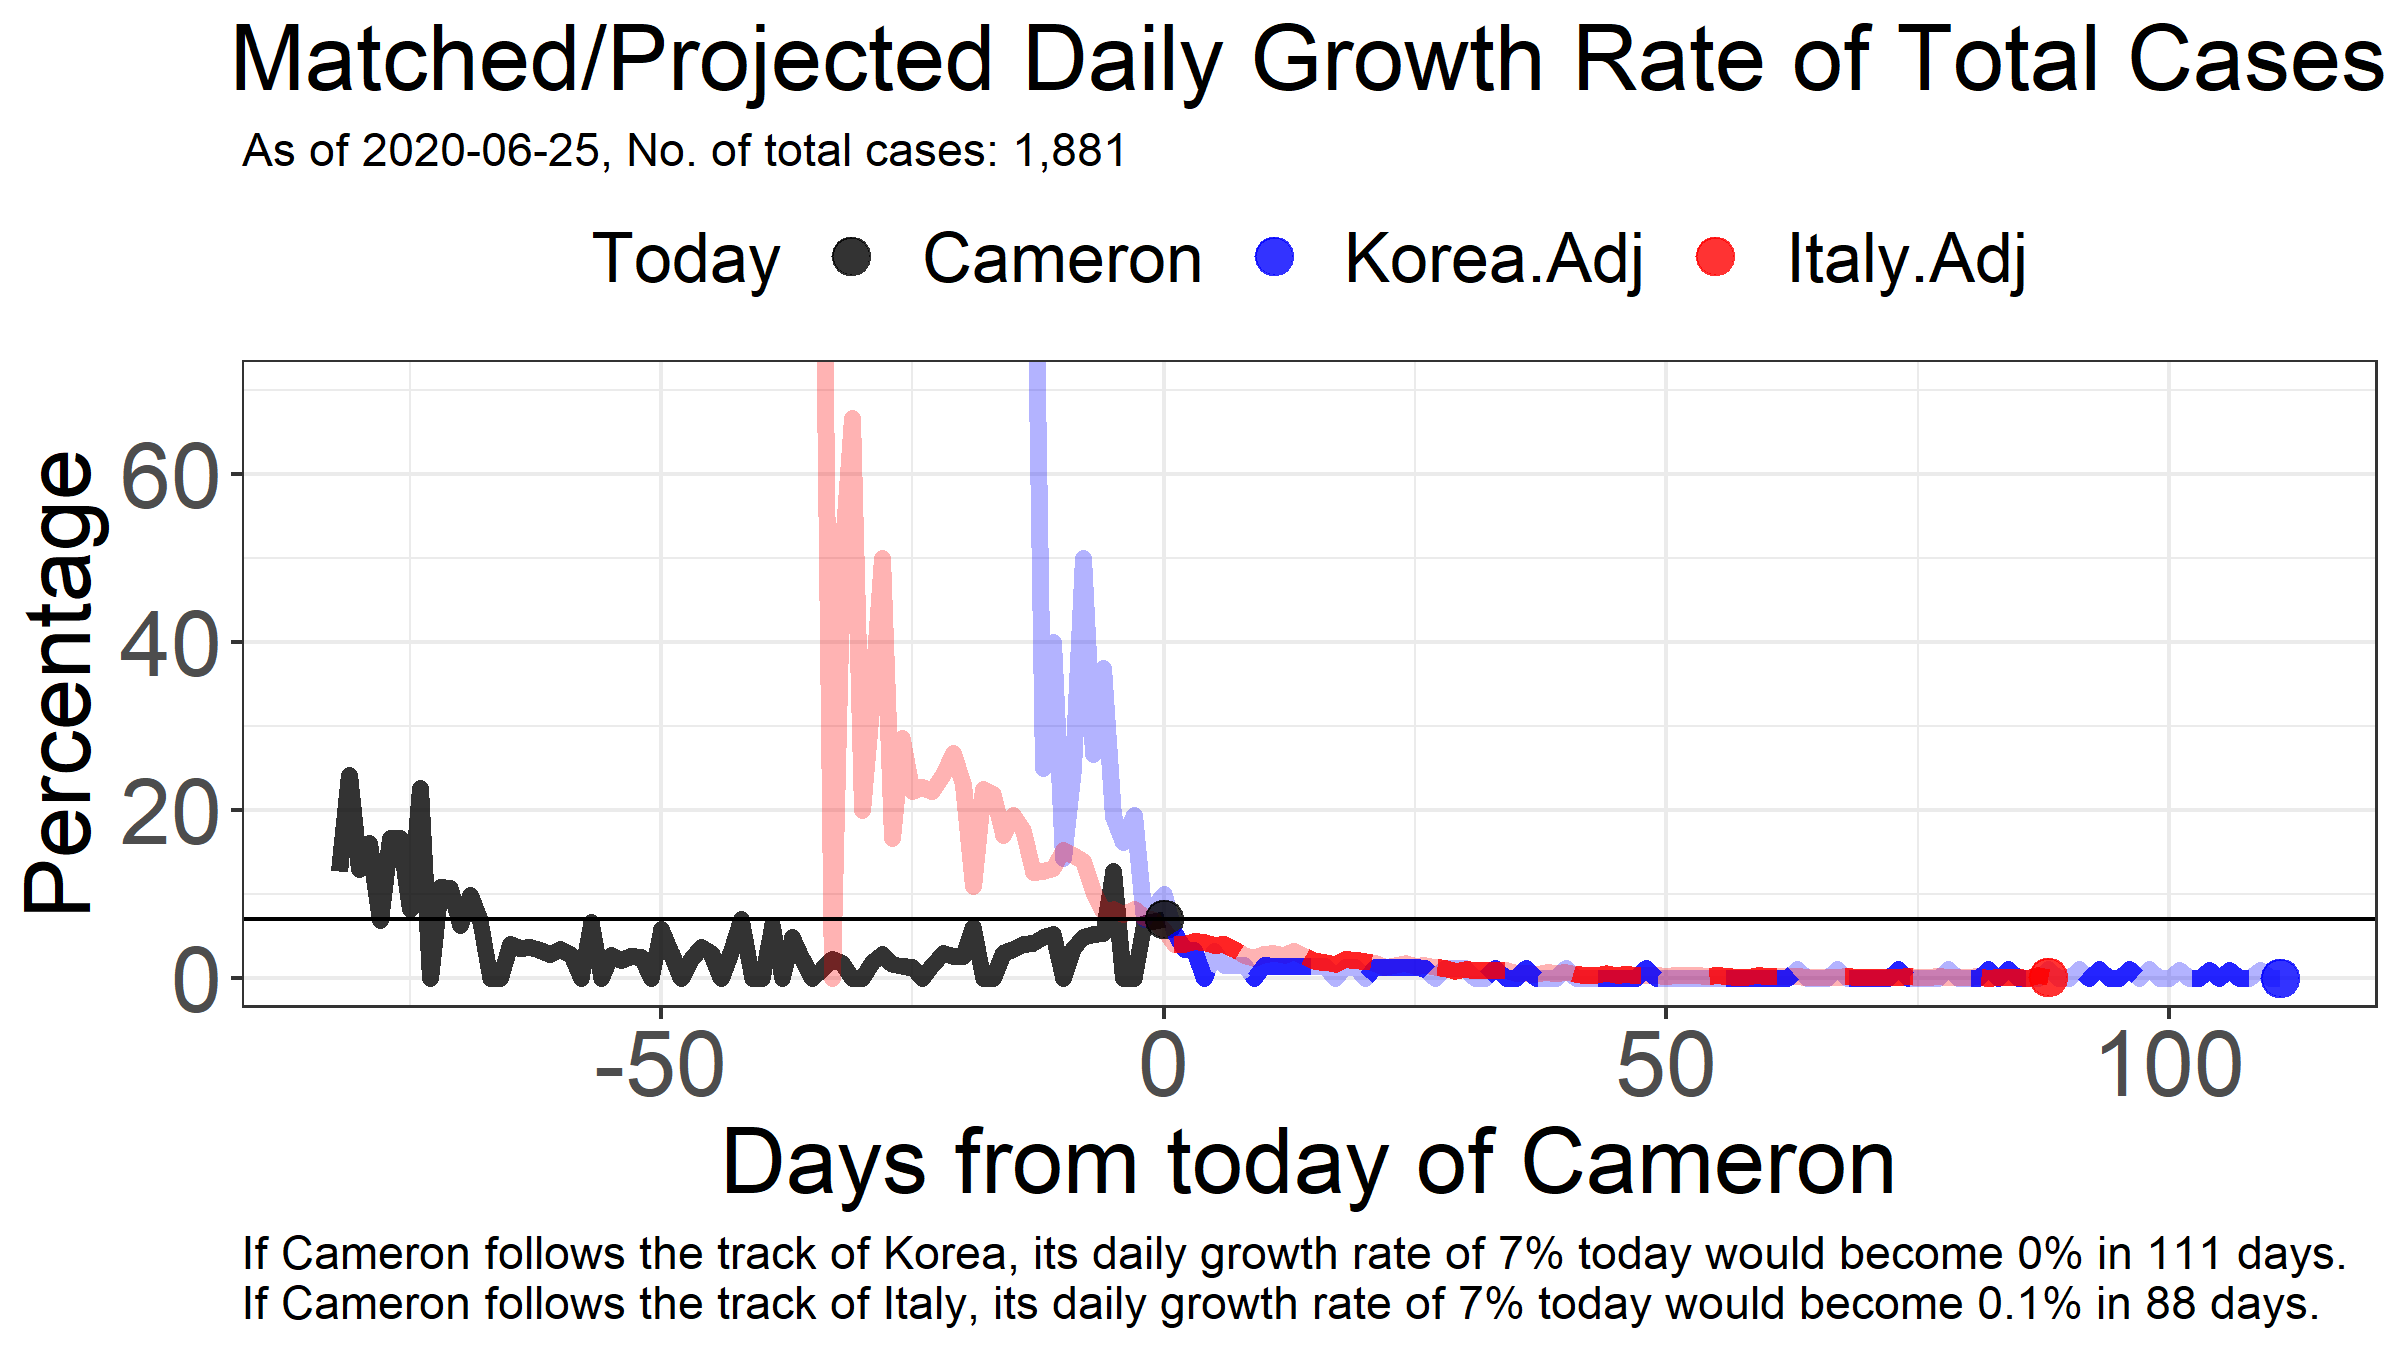 Matched/Projected Daily Growth Rate of Total Cases
As of 2020-06-25, No. of total cases: 1,881
Today Cameron Korea.Adj Italy.Adj
Percentage
60
40
20
0
-50 0 50 100
Days from today of Cameron
If Cameron follows the track of Korea, its daily growth rate of 7% today would become 0% in 111 days.
If Cameron follows the track of Italy, its daily growth rate of 7% today would become 0.1% in 88 days.